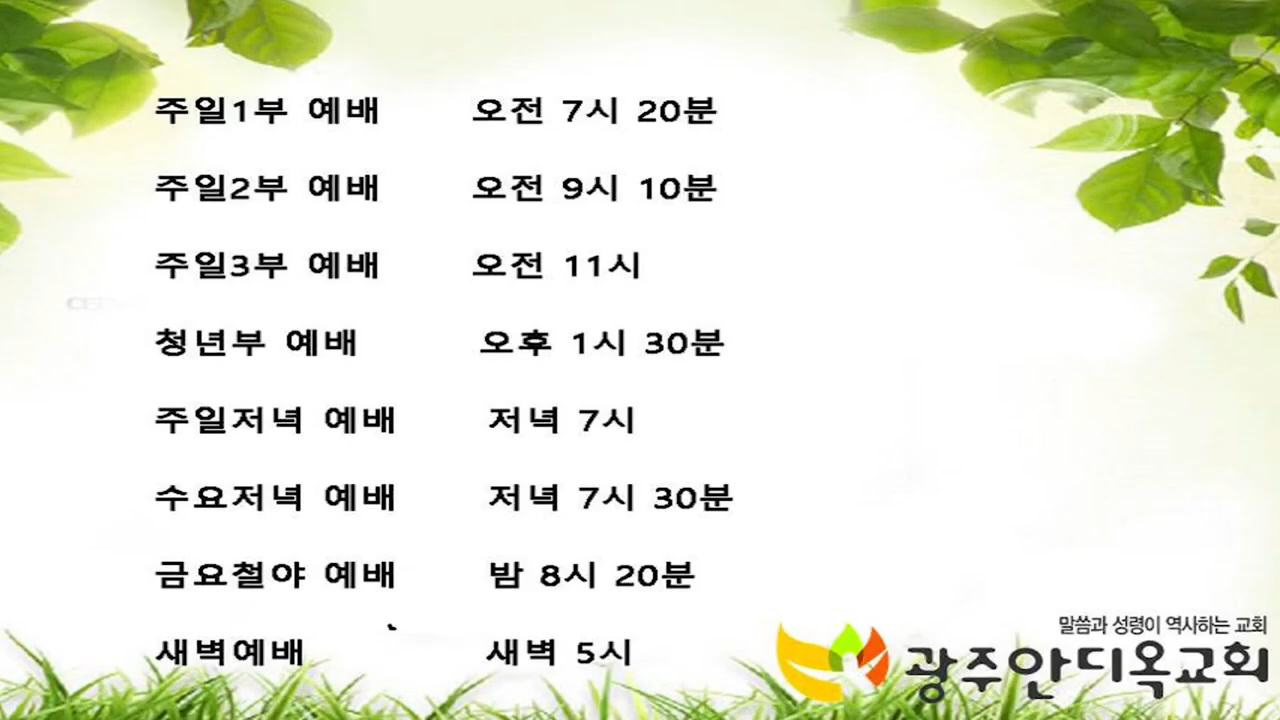 주일1부 예배 오전 7시 20분
주일2부 예배 오전 9시 10분
주일3부 예배 오전 11시
청년부 예배 오후 1시 30분
주일저녁 예배 저녁 7시
수요저녁 예배 저녁 7시 30분
금요철야 예배 밤 8시 20분
새벽예배 새벽 5시
말씀과 성령이 역사하는 교회
광주안디옥교회